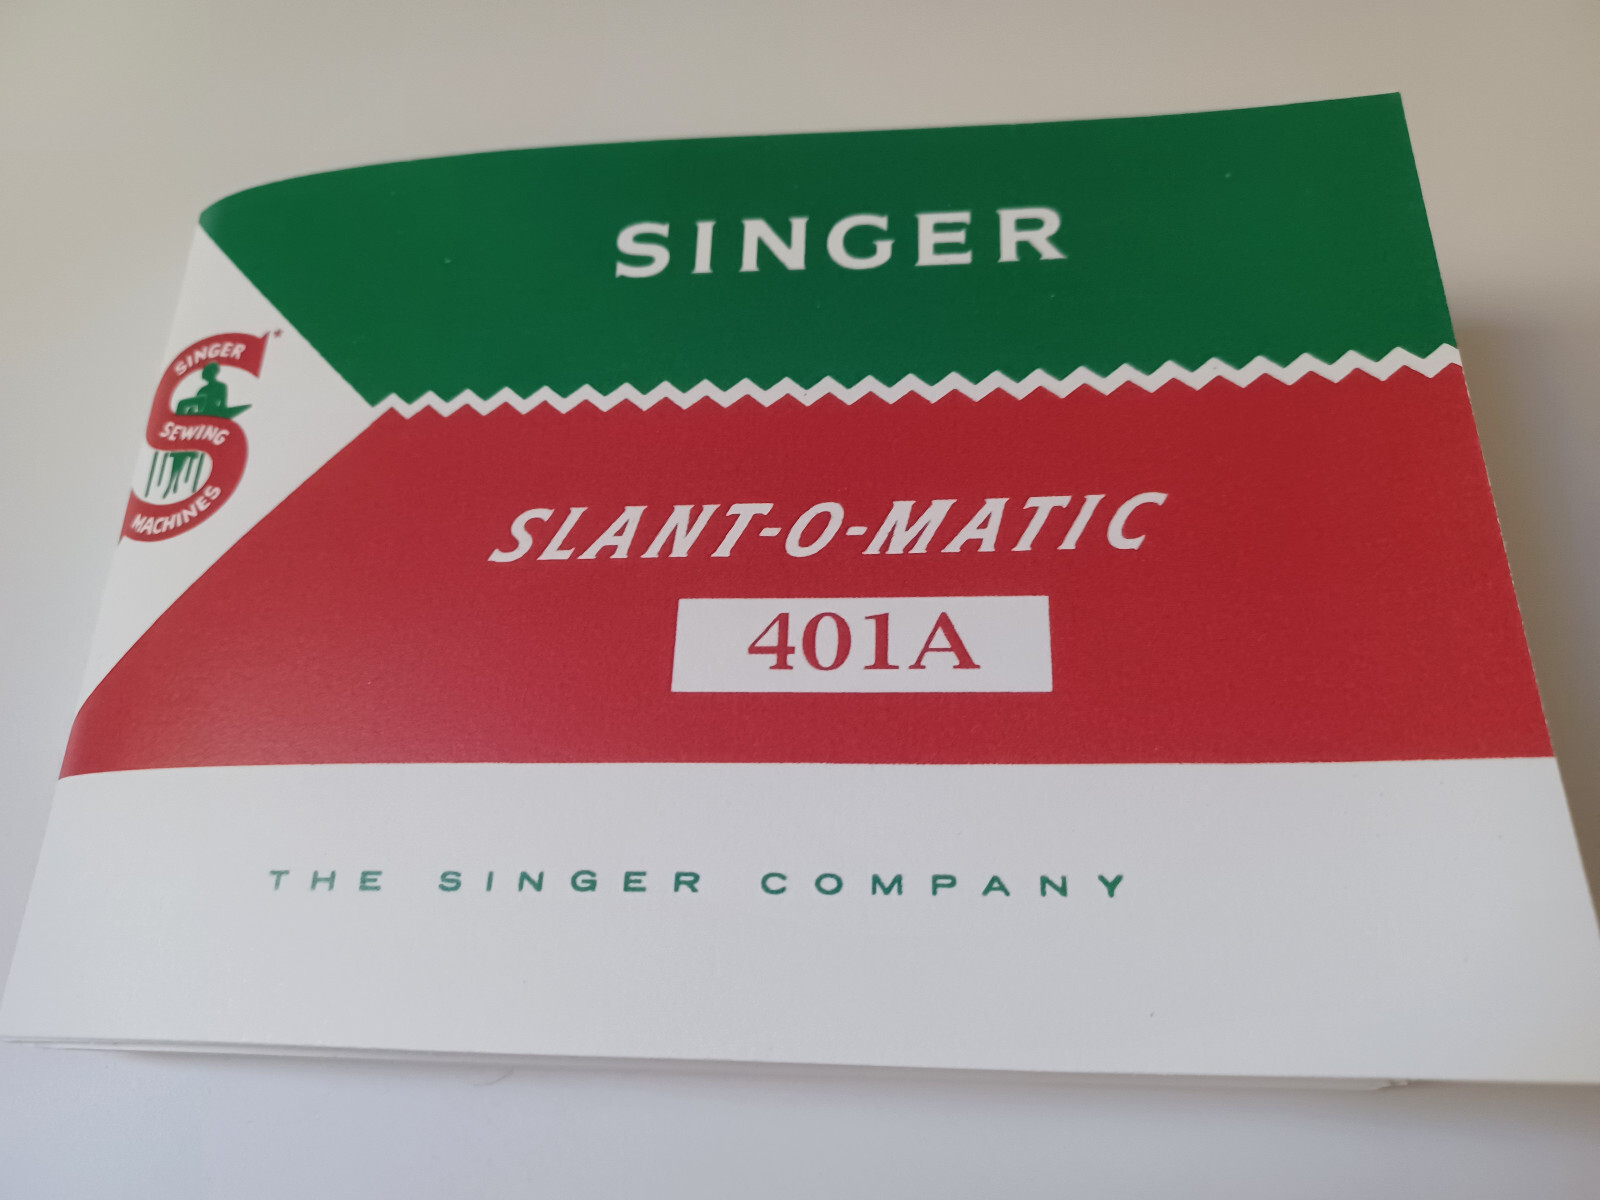 SINGER
SINGER
SEWING
MACHINES
SLANT-O-MATIC
401A
THE SINGER COMPANY